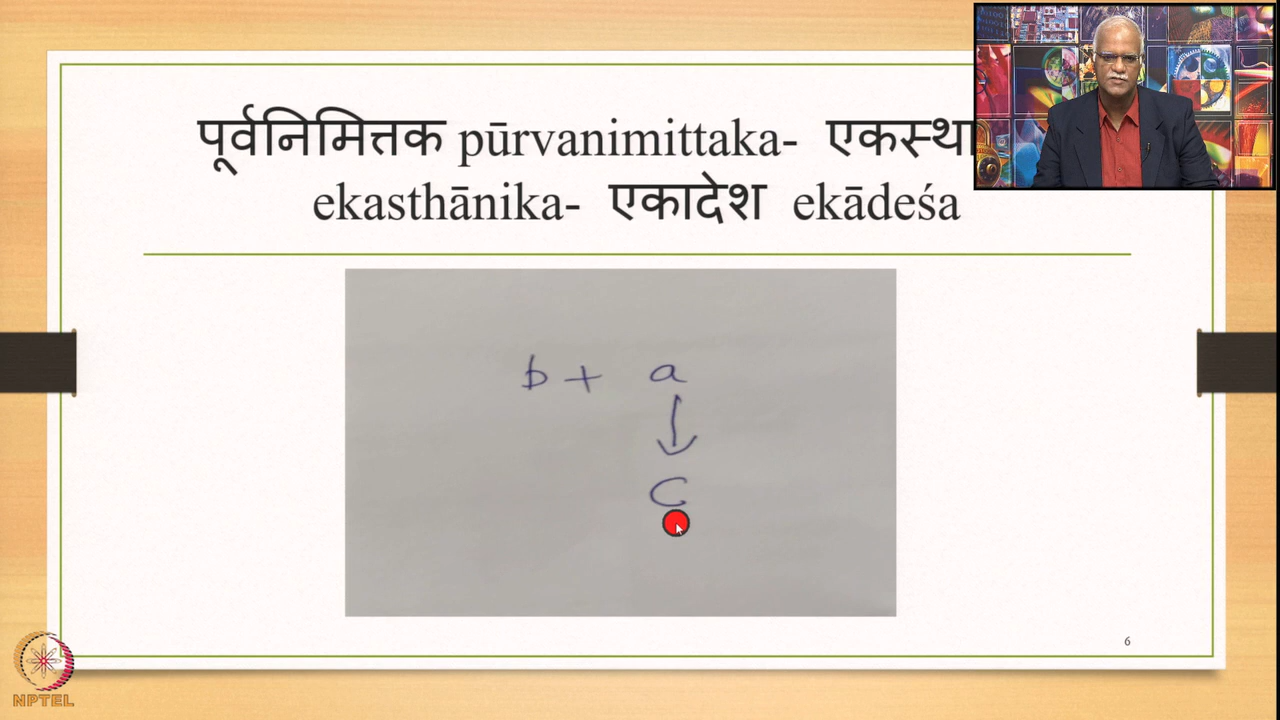 पूर्वनिमित्तक pūrvanimittaka- एकस्था
ekasthānika- एकादेश ekādeśa
b + a
↓
c
6
NPTEL